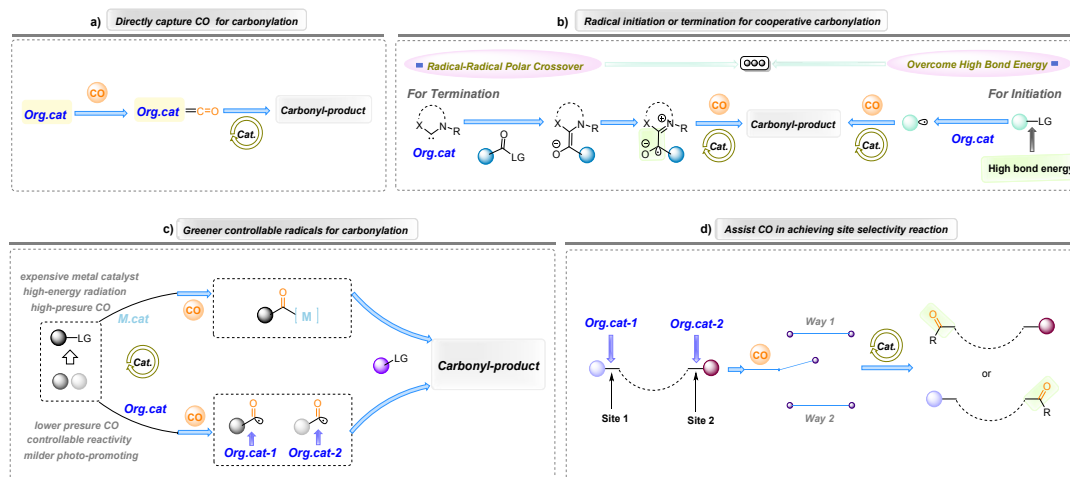 a) Directly capture CO for carbonylation
Org.cat
CO
Org.cat =C=O
Cat.
Carbonyl-product
b) Radical initiation or termination for cooperative carbonylation
Radical-Radical Polar Crossover
Overcome High Bond Energy
For Termination
For Initiation
X N-R
Org.cat
O
LG
X N-R
⊖ O
X ⊕ N-R
⊖ O
CO
Cat.
Carbonyl-product
CO
Cat.
Org.cat
LG
High bond energy
c) Greener controllable radicals for carbonylation
expensive metal catalyst
high-energy radiation
high-presure CO
M.cat
CO
O
[M]
LG
Cat.
Org.cat
CO
lower presure CO
controllable reactivity
milder photo-promoting
O
O
Org.cat-1
Org.cat-2
LG
Carbonyl-product
d) Assist CO in achieving site selectivity reaction
Org.cat-1
Org.cat-2
Site 1
Site 2
CO
Way 1
Way 2
Cat.
O
R
or
O
R